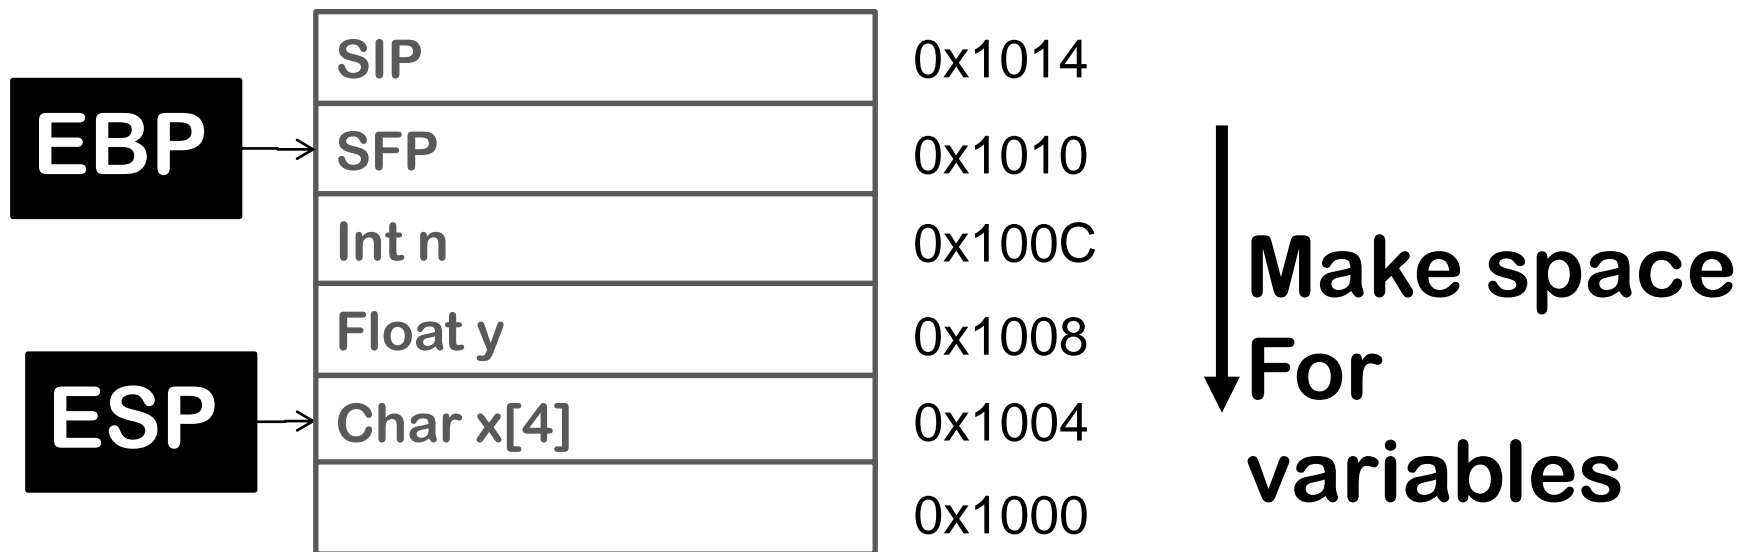 SIP 0x1014
EBP SFP 0x1010
Int n 0x100C
Make space
Float y 0x1008
For
ESP Char x[4] 0x1004
variables
0x1000